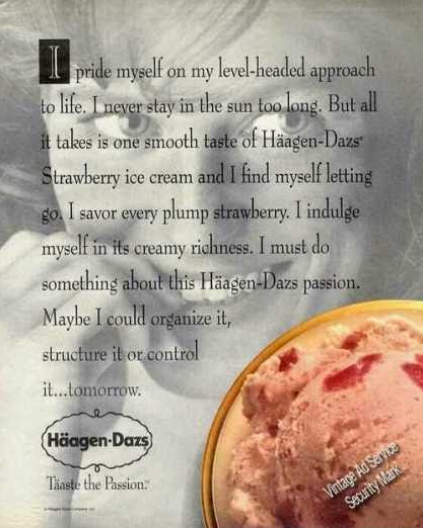 I pride myself on my level-headed approach
to life. I never stay in the sun too long. But all
it takes is one smooth taste of Häagen-Dazs®
Strawberry ice cream and I find myself letting
go. I savor every plump strawberry. I indulge
myself in its creamy richness. I must do
something about this Häagen-Dazs passion.
Maybe I could organize it,
structure it or control
it...tomorrow.
Häagen-Dazs
Täaste the Passion.
Vintage Ad Service
Security Mark